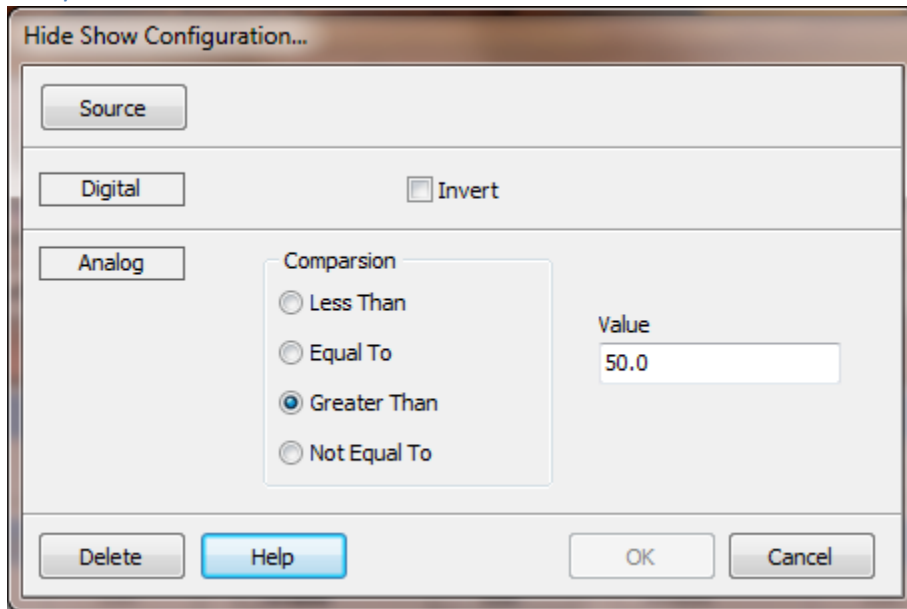 Hide Show Configuration...
Source
Digital
Invert
Analog
Comparsion
Less Than
Equal To
Greater Than
Not Equal To
Value
50.0
Delete
Help
OK
Cancel